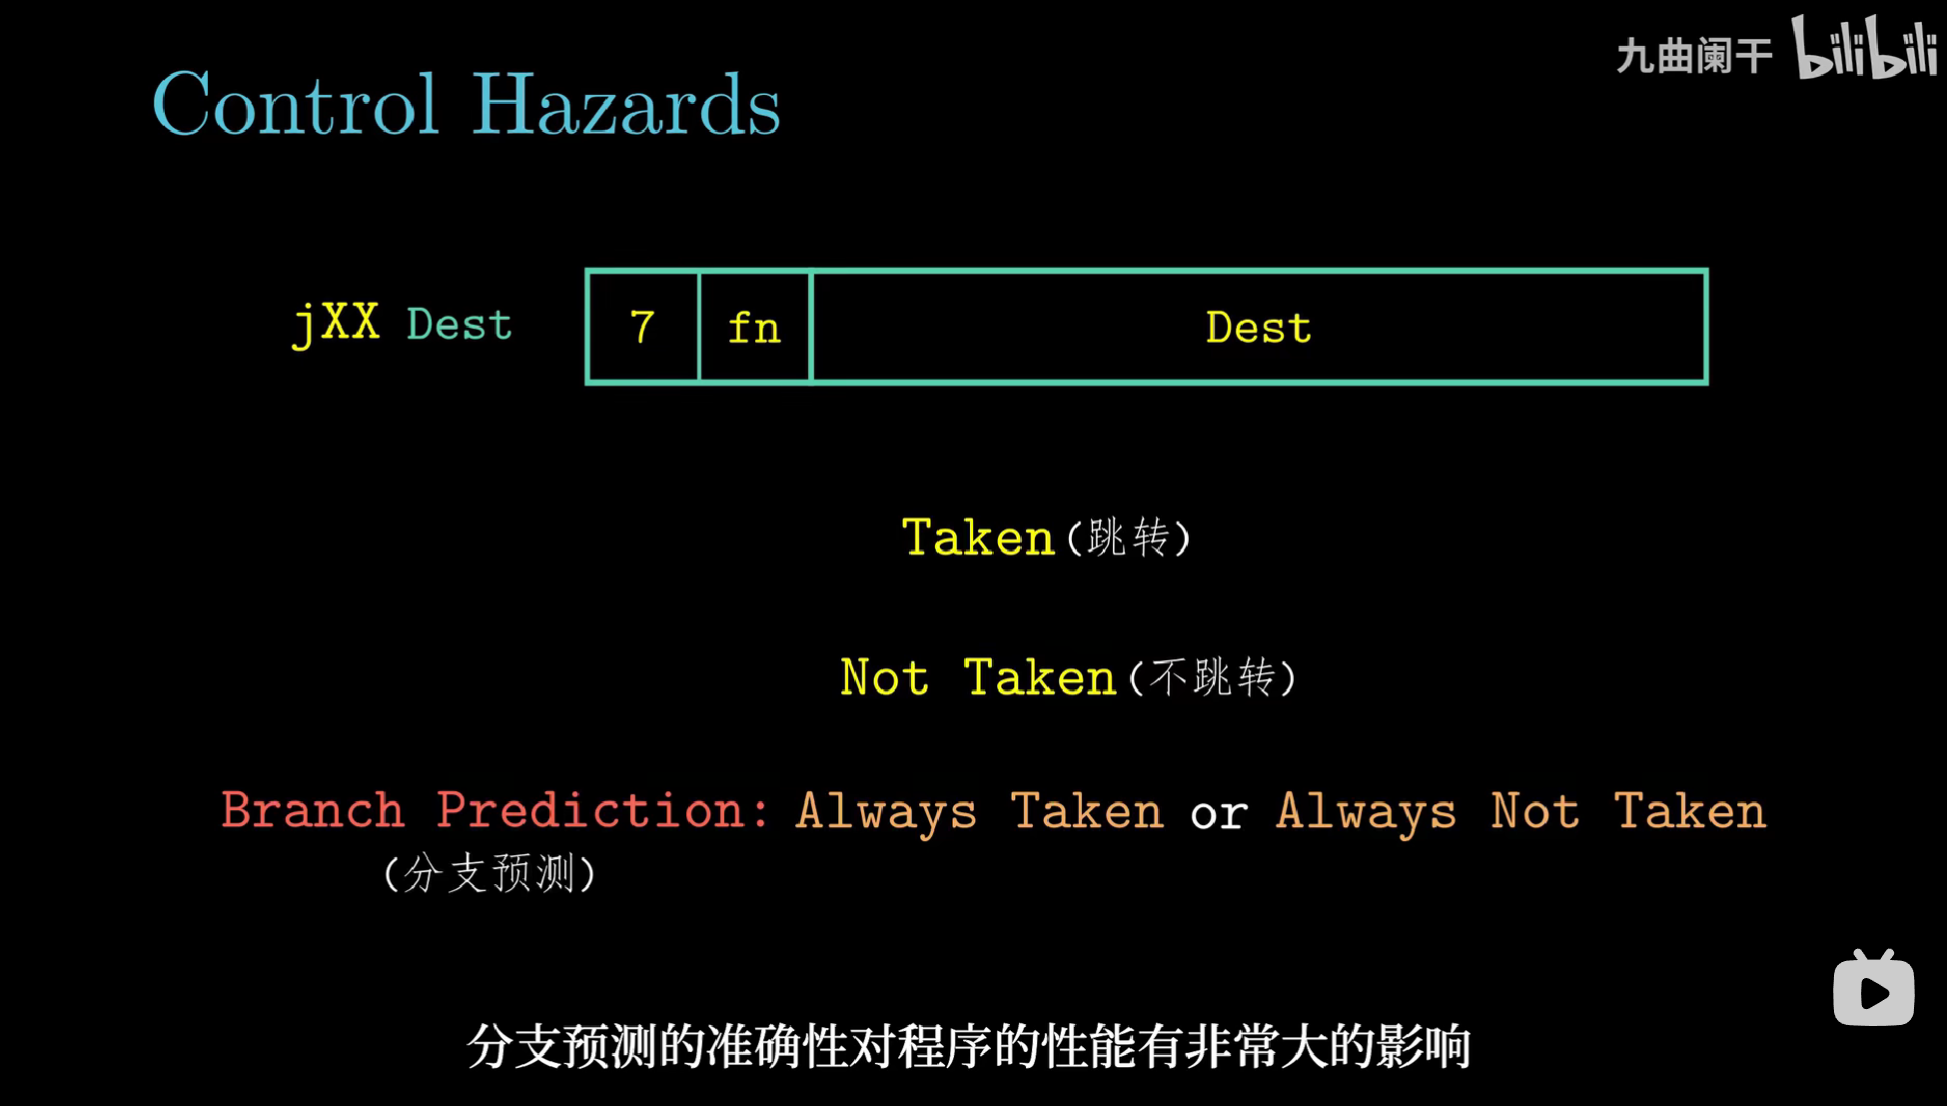 九曲阑干 bilibili
Control Hazards
jXX Dest 7 fn Dest
Taken(跳转)
Not Taken(不跳转)
Branch Prediction: Always Taken or Always Not Taken
(分支预测)
分支预测的准确性对程序的性能有非常大的影响